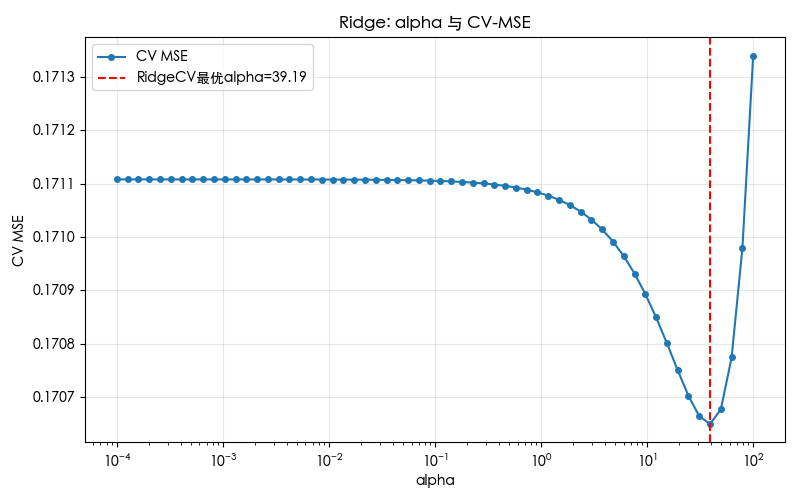 Ridge: alpha 与 CV-MSE
CV MSE
RidgeCV最优alpha=39.19
0.1713
0.1712
0.1711
0.1710
0.1709
0.1708
0.1707
CV MSE
10⁻⁴
10⁻³
10⁻²
10⁻¹
10⁰
10¹
10²
alpha